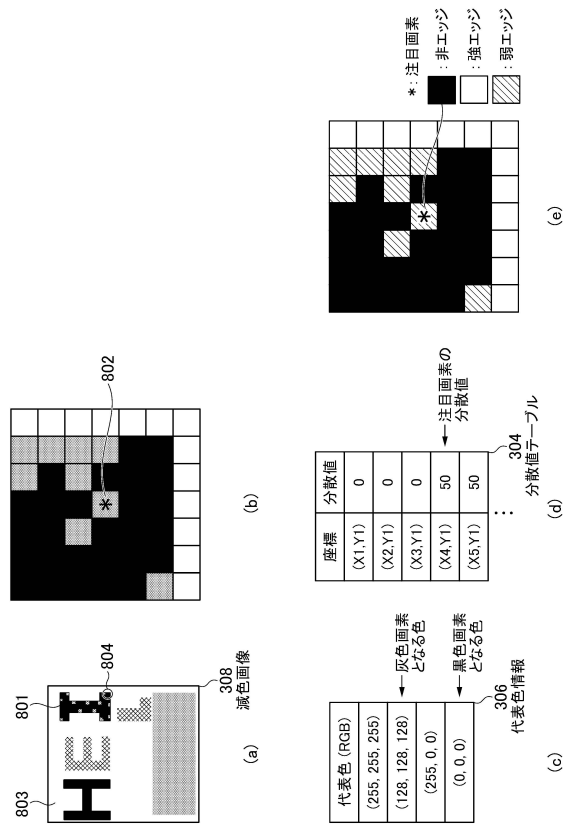 801
803
804
H E I L
308
減色画像
(a)
802
*
(b)
代表色 (RGB)
(255, 255, 255)
(128, 128, 128)
(255, 0, 0)
(0, 0, 0)
灰色画素
となる色
黒色画素
となる色
306
代表色情報
(c)
座標 分散値
(X1,Y1) 0
(X2,Y1) 0
(X3,Y1) 0
(X4,Y1) 50
(X5,Y1) 50
注目画素の
分散値
304
分散値テーブル
(d)
*
*: 注目画素
: 非エッジ
: 強エッジ
: 弱エッジ
(e)